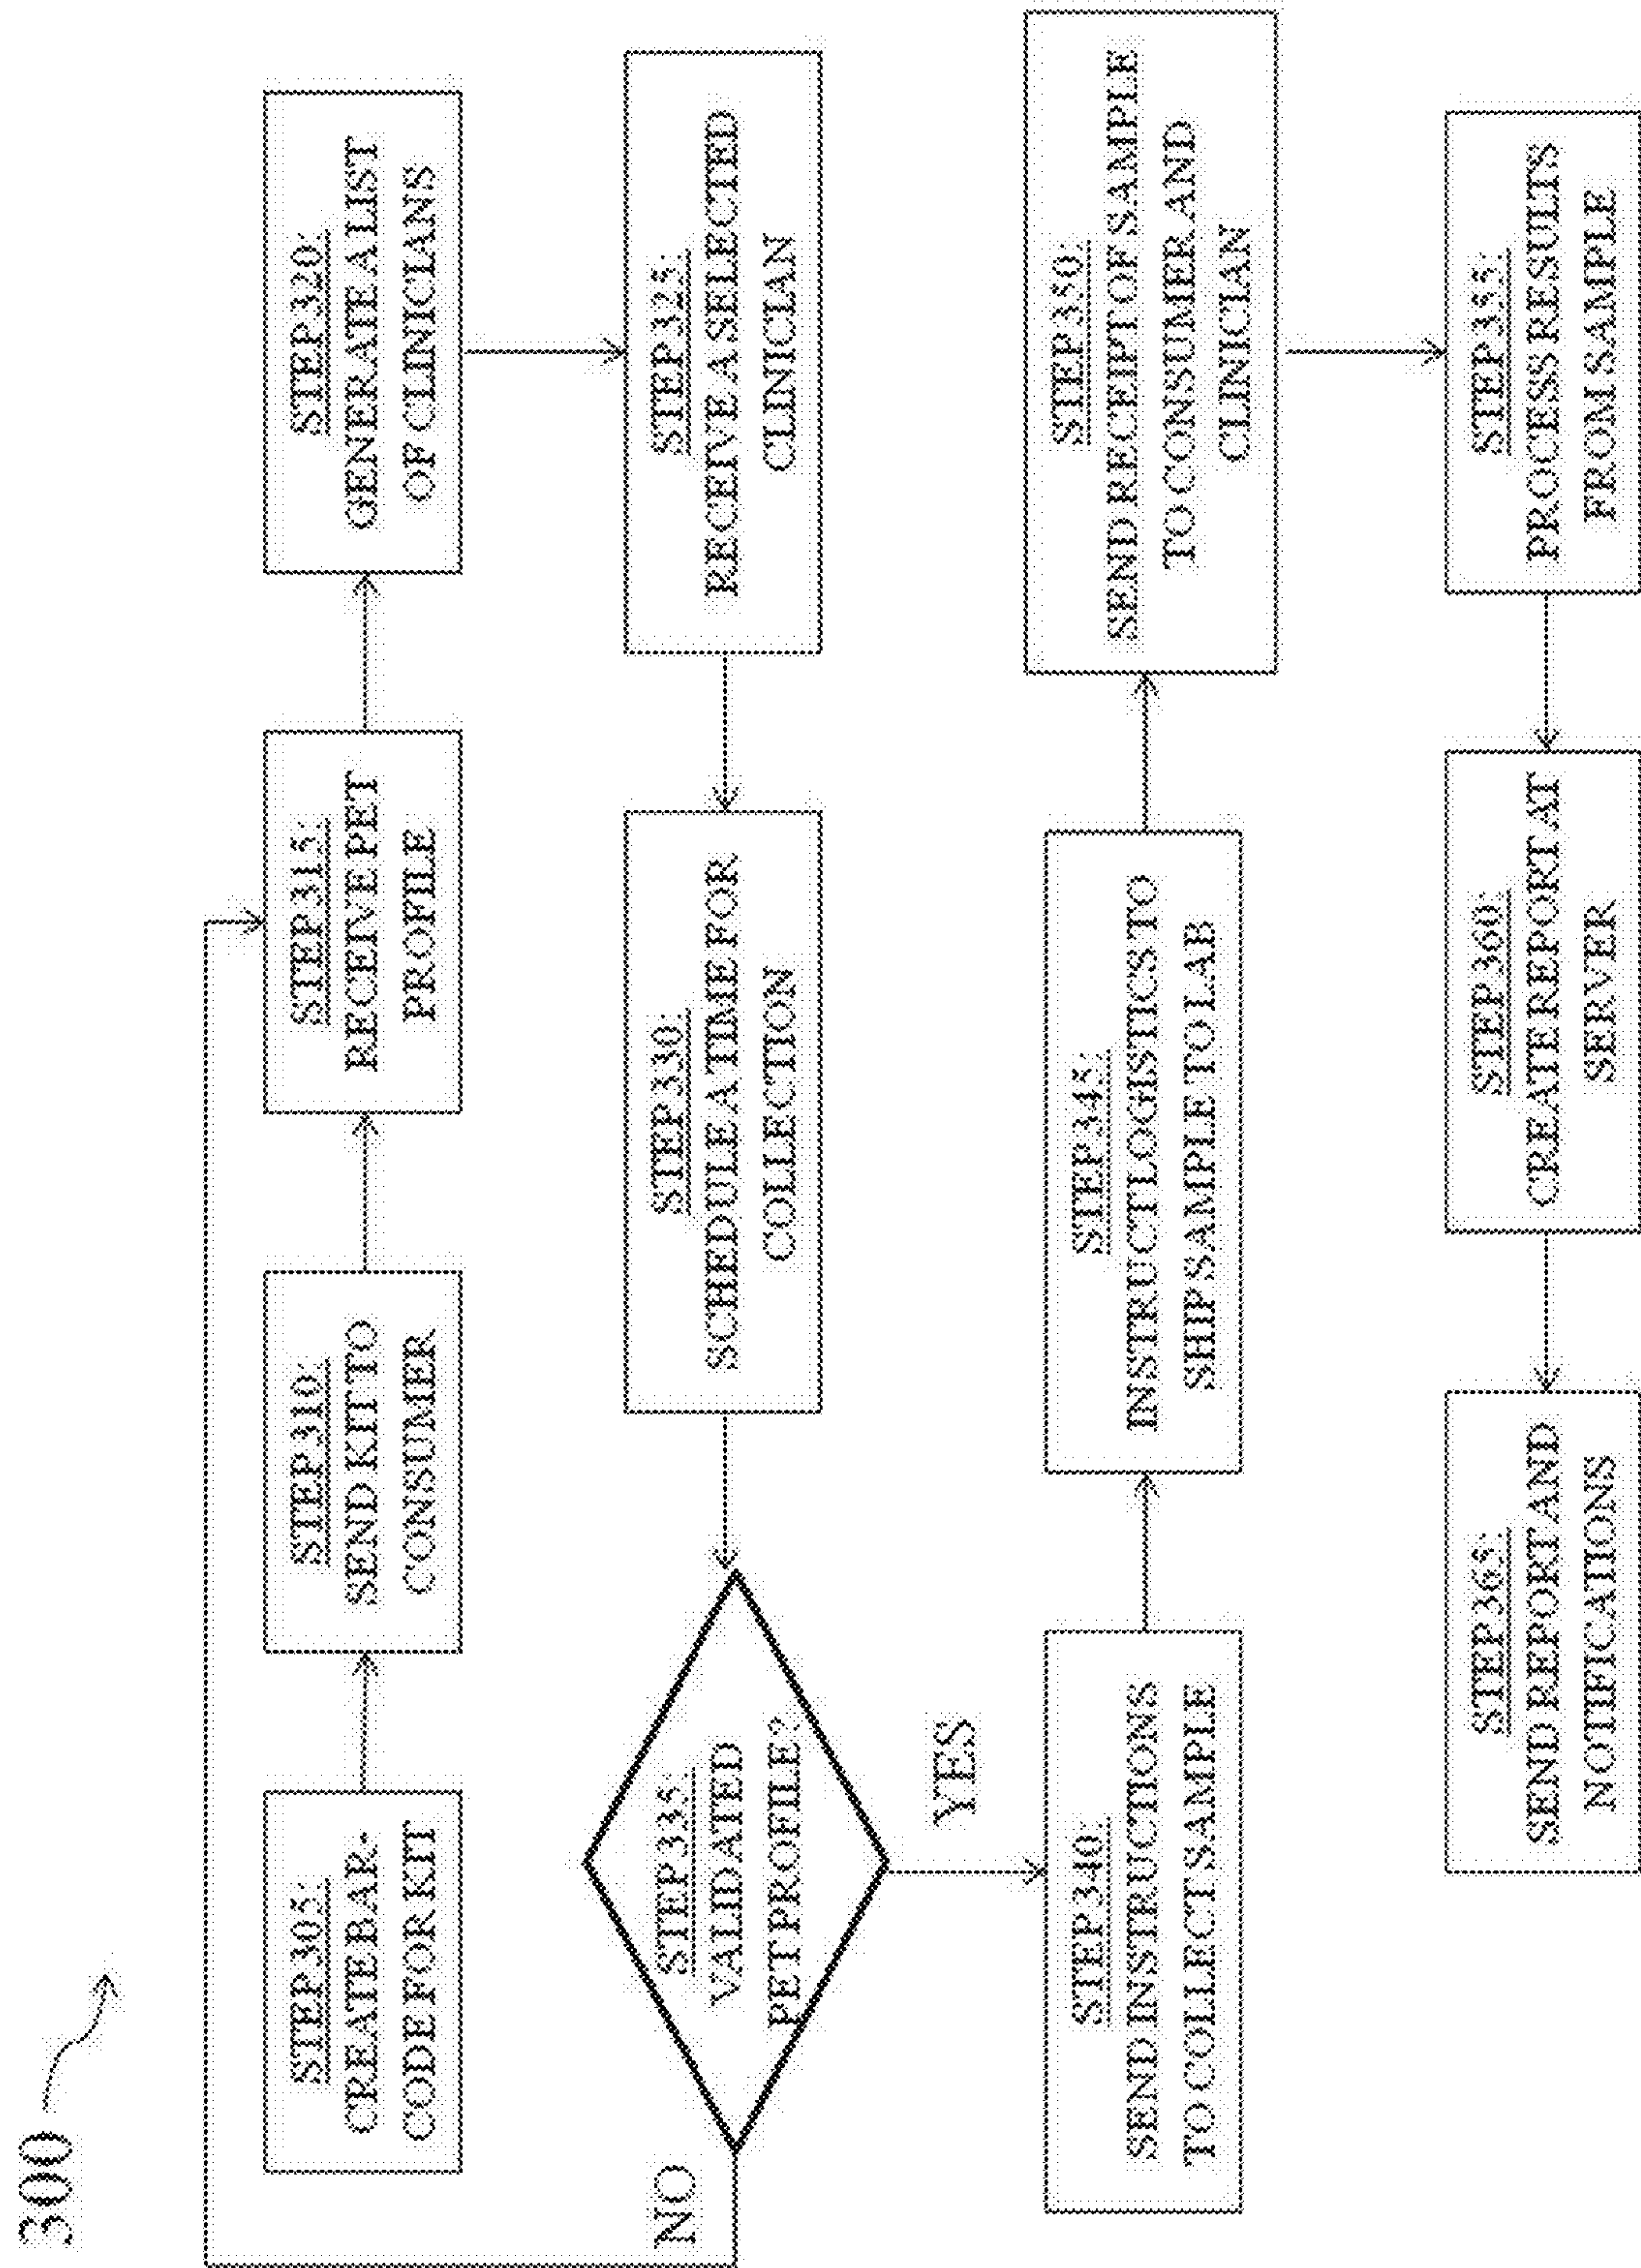 300
STEP 305:
CREATE BAR-
CODE FOR KIT
STEP 310:
SEND KIT TO
CONSUMER
STEP 315:
RECEIVE PET
PROFILE
STEP 320:
GENERATE A LIST
OF CLINICIANS
STEP 325:
RECEIVE A SELECTED
CLINICIAN
STEP 330:
SCHEDULE A TIME FOR
COLLECTION
STEP 335:
VALIDATED
PET PROFILE?
NO
YES
STEP 340:
SEND INSTRUCTIONS
TO COLLECT SAMPLE
STEP 345:
INSTRUCT LOGISTICS TO
SHIP SAMPLE TO LAB
STEP 350:
SEND RECEIPT OF SAMPLE
TO CONSUMER AND
CLINICIAN
STEP 355:
PROCESS RESULTS
FROM SAMPLE
STEP 360:
CREATE REPORT AT
SERVER
STEP 365:
SEND REPORT AND
NOTIFICATIONS